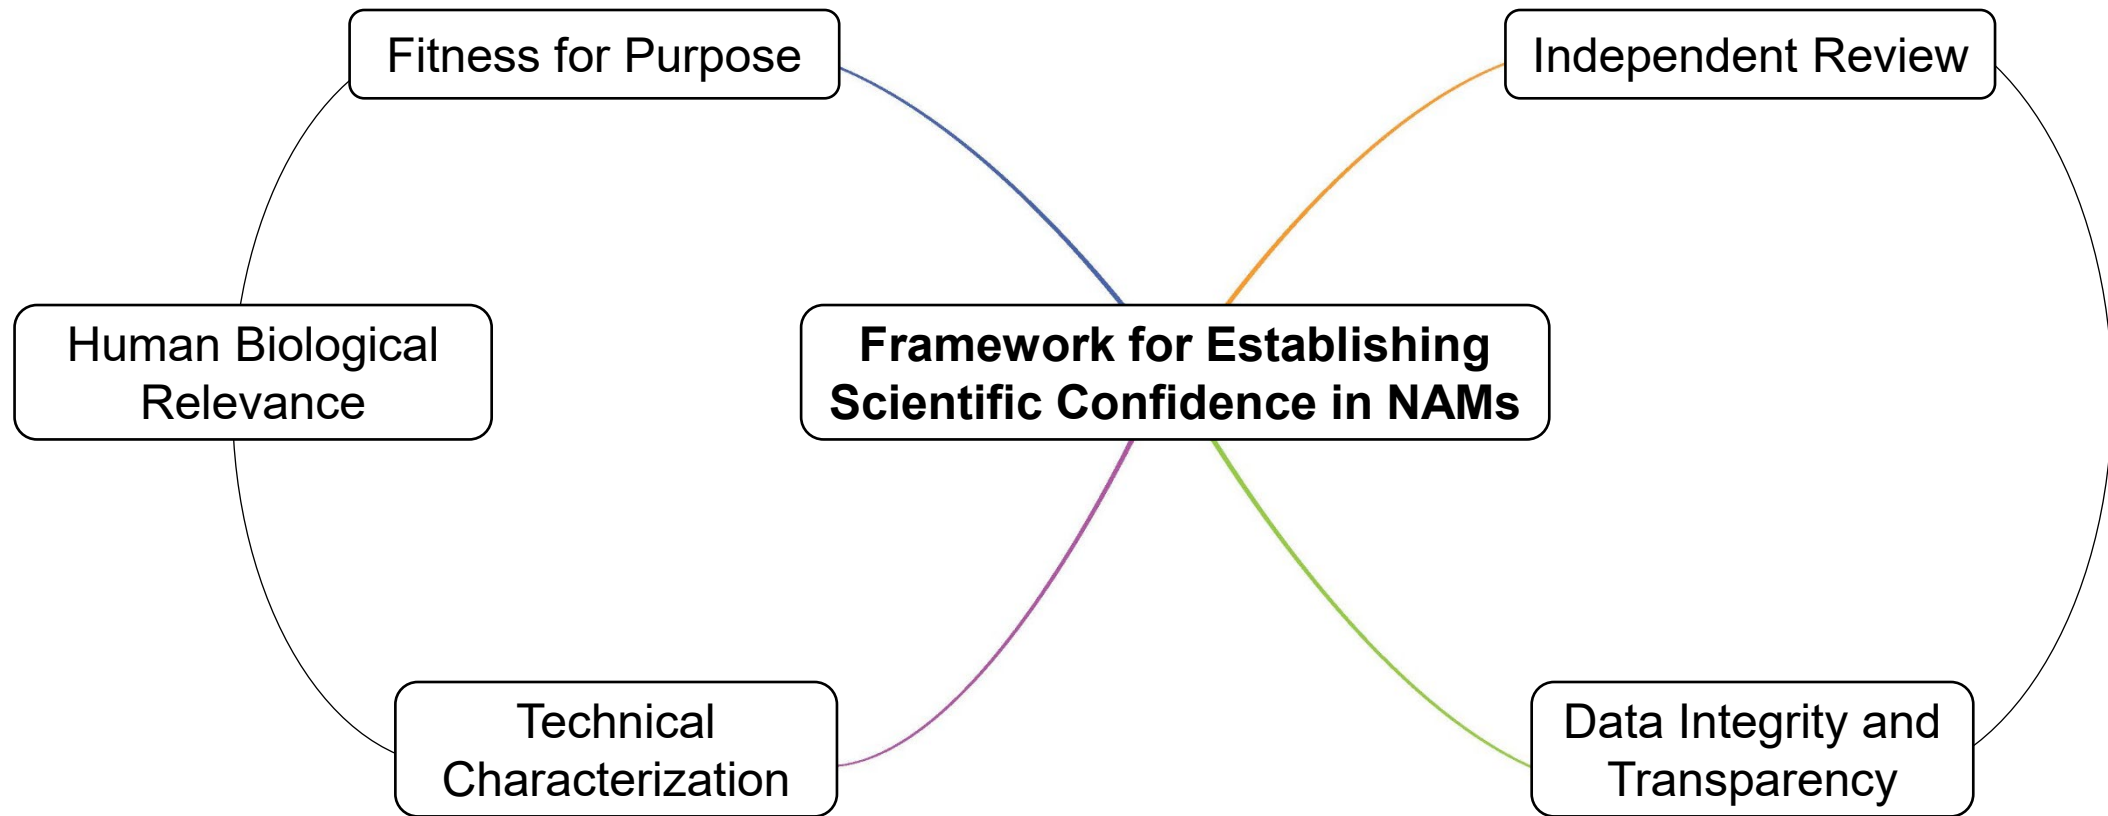 Fitness for Purpose
Independent Review
Human Biological
Relevance
Framework for Establishing
Scientific Confidence in NAMs
Technical
Characterization
Data Integrity and
Transparency